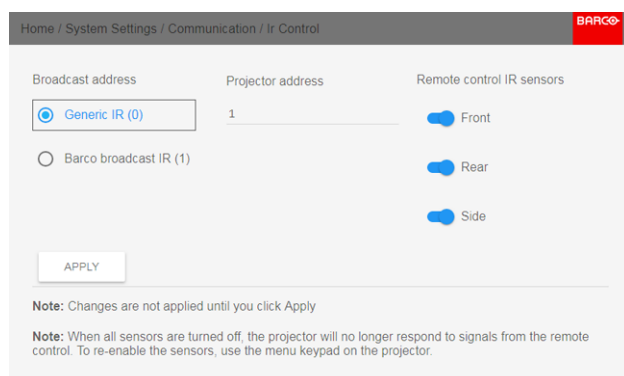 Home / System Settings / Communication / Ir Control
BARCO
Broadcast address
Projector address
Remote control IR sensors
Generic IR (0)
1
Front
Barco broadcast IR (1)
Rear
Side
APPLY
Note: Changes are not applied until you click Apply
Note: When all sensors are turned off, the projector will no longer respond to signals from the remote
control. To re-enable the sensors, use the menu keypad on the projector.